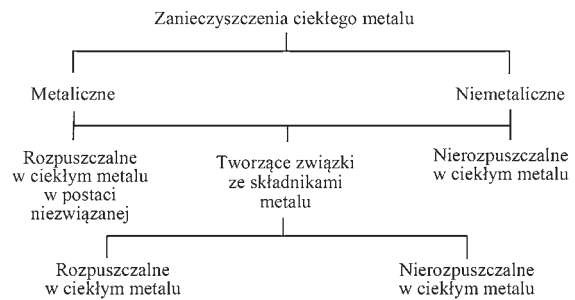 Zanieczyszczenia ciekłego metalu
Metaliczne
Niemetaliczne
Rozpuszczalne
w ciekłym metalu
w postaci
niezwiązanej
Tworzące związki
ze składnikami
metalu
Nierozpuszczalne
w ciekłym metalu
Rozpuszczalne
w ciekłym metalu
Nierozpuszczalne
w ciekłym metalu